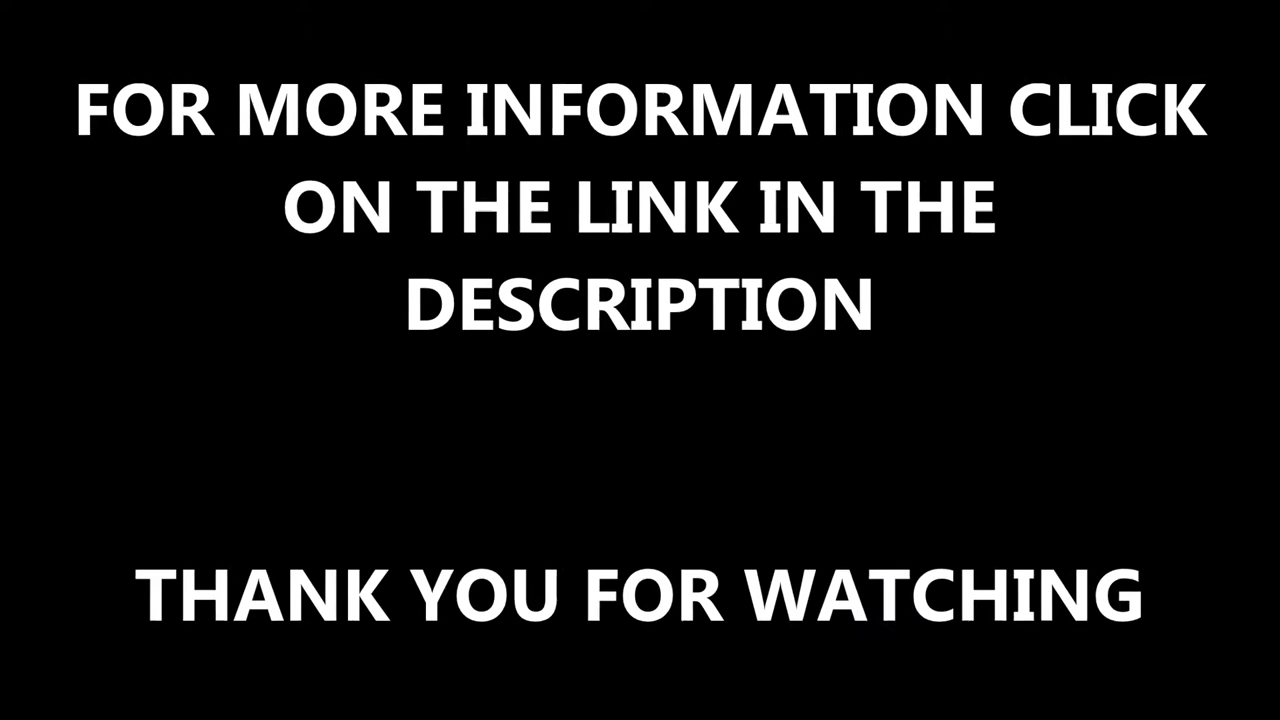 FOR MORE INFORMATION CLICK
ON THE LINK IN THE
DESCRIPTION
THANK YOU FOR WATCHING